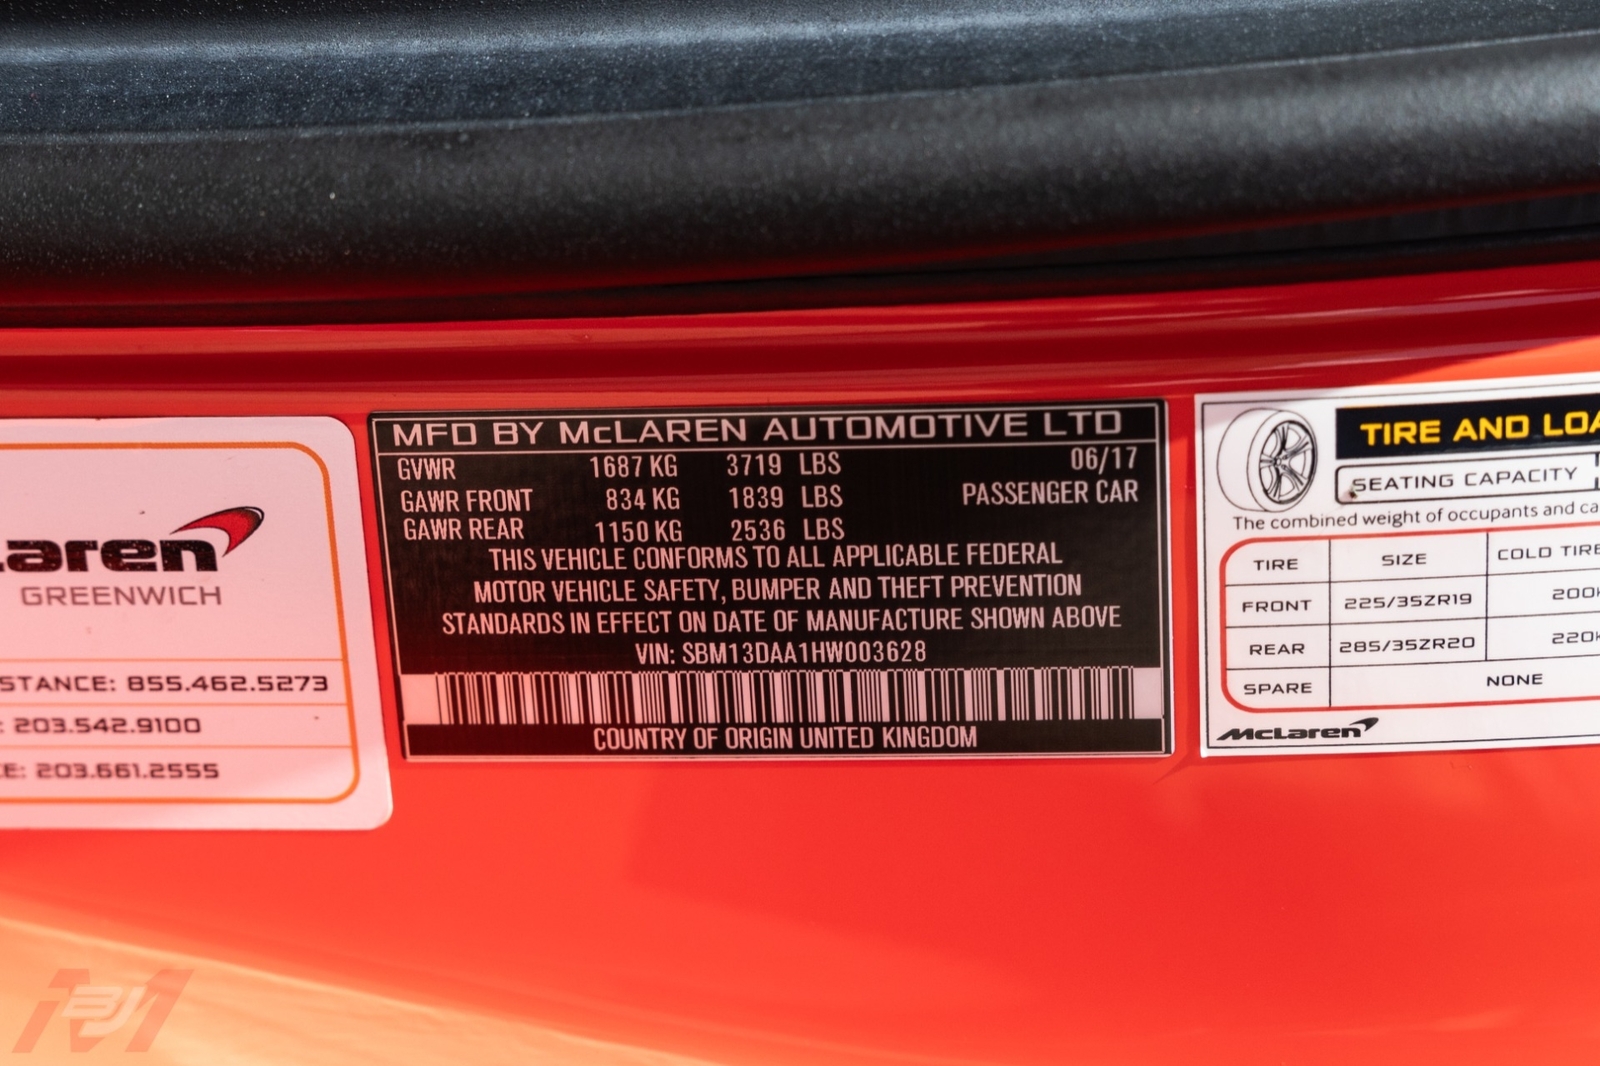 MFD BY McLAREN AUTOMOTIVE LTD
GVWR 1687 KG 3719 LBS 06/17
GAWR FRONT 834 KG 1839 LBS PASSENGER CAR
GAWR REAR 1150 KG 2536 LBS
THIS VEHICLE CONFORMS TO ALL APPLICABLE FEDERAL
MOTOR VEHICLE SAFETY, BUMPER AND THEFT PREVENTION
STANDARDS IN EFFECT ON DATE OF MANUFACTURE SHOWN ABOVE
VIN: SBM13DAA1HW003628
COUNTRY OF ORIGIN UNITED KINGDOM
laren
GREENWICH
STANCE: 855.462.5273
: 203.542.9100
E: 203.661.2555
TIRE AND LOA
SEATING CAPACITY
The combined weight of occupants and ca
TIRE SIZE COLD TIRE
FRONT 225/35ZR19 200k
REAR 285/35ZR20 220k
SPARE NONE
McLaren